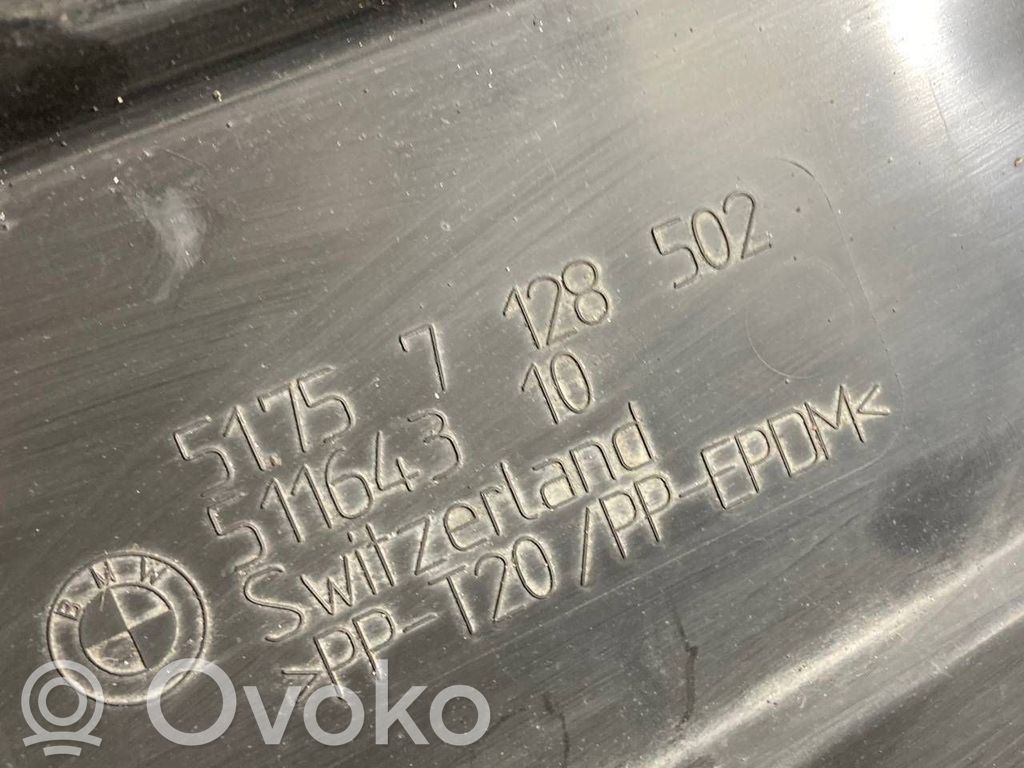 51.75 7 128 502
511643 10
Switzerland
>PP-T20/PP-EPDM<
BMW
Ovoko